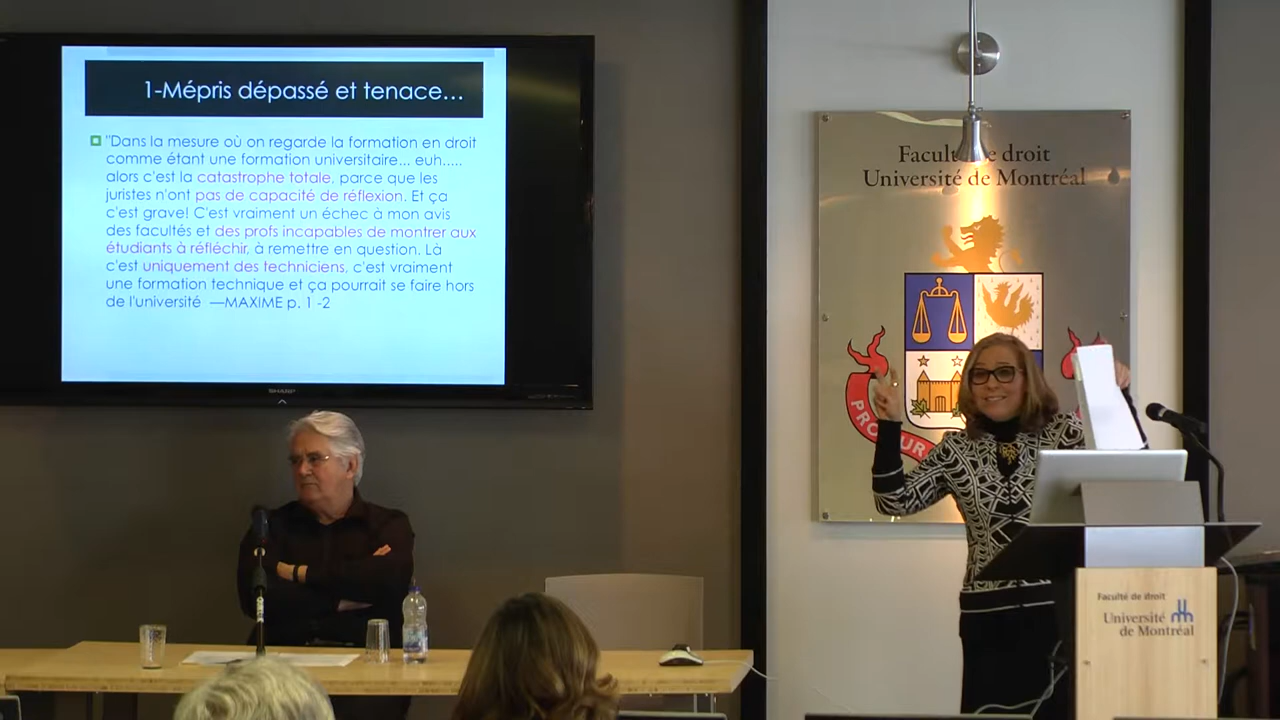 1-Mépris dépassé et tenace...
"Dans la mesure où on regarde la formation en droit
comme étant une formation universitaire... euh.....
alors c'est la catastrophe totale, parce que les
juristes n'ont pas de capacité de réflexion. Et ça
c'est grave! C'est vraiment un échec à mon avis
des facultés et des profs incapables de montrer aux
étudiants à réfléchir, à remettre en question. Là
c'est uniquement des techniciens, c'est vraiment
une formation technique et ça pourrait se faire hors
de l'université —MAXIME p. 1 -2
SHARP
Faculté de droit
Université de Montréal
PROCUR
Faculté de droit
Université
de Montréal